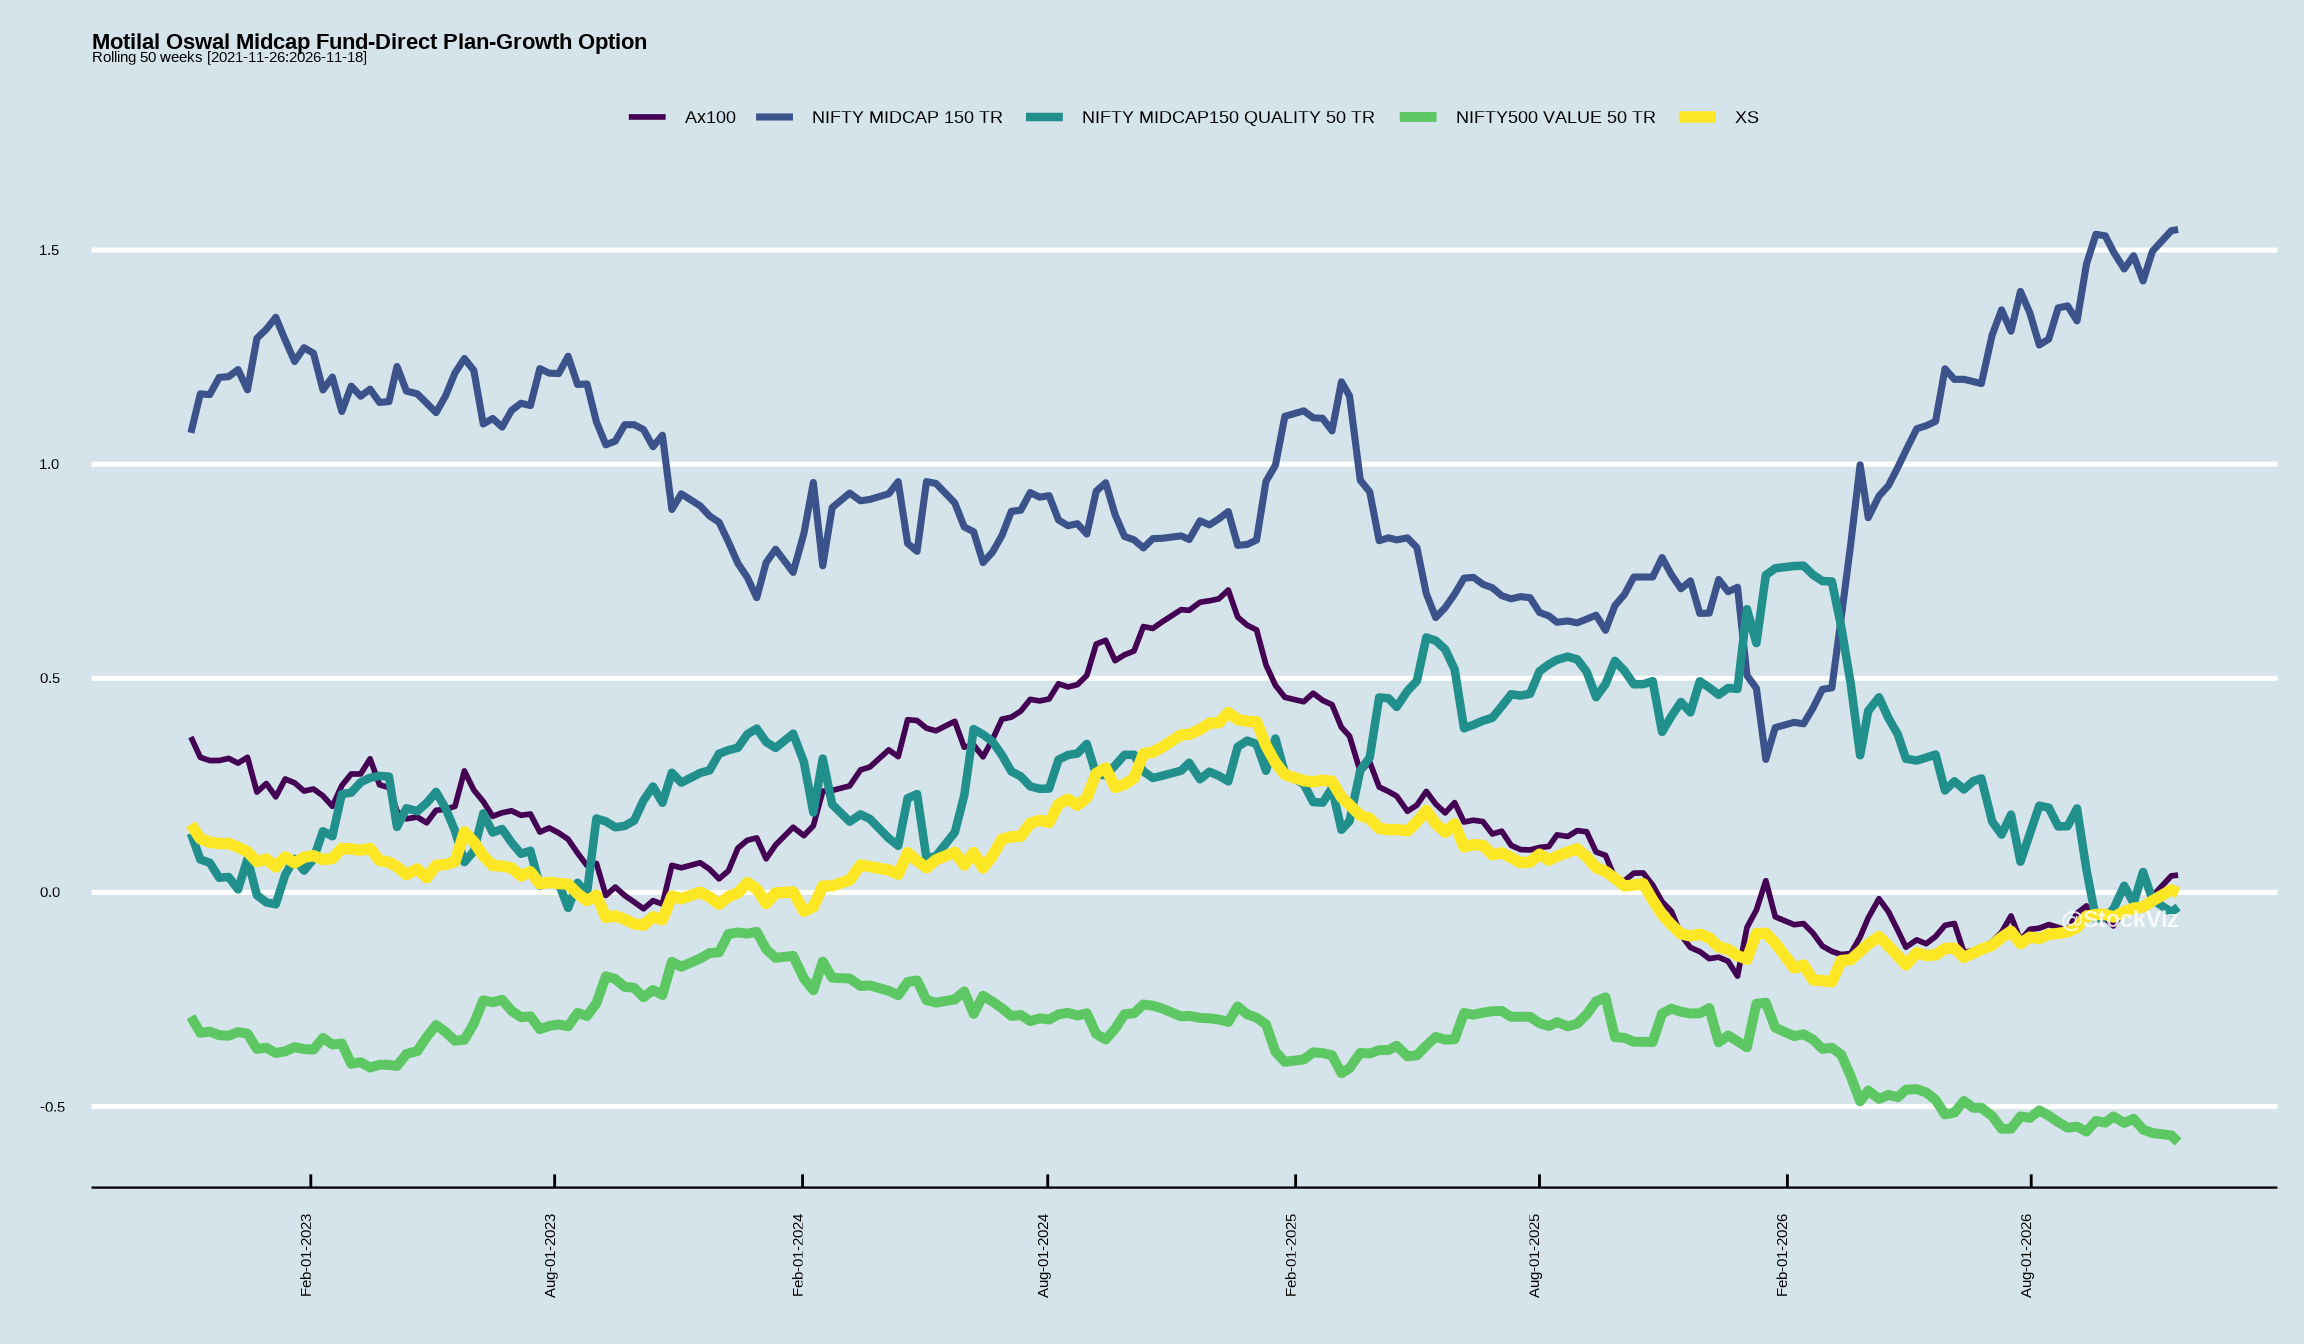 Motilal Oswal Midcap Fund-Direct Plan-Growth Option
Rolling 50 weeks [2021-11-26:2026-11-18]
Ax100 NIFTY MIDCAP 150 TR NIFTY MIDCAP150 QUALITY 50 TR NIFTY500 VALUE 50 TR XS
1.5
1.0
0.5
0.0
-0.5
@StockViz
Feb-01-2023
Aug-01-2023
Feb-01-2024
Aug-01-2024
Feb-01-2025
Aug-01-2025
Feb-01-2026
Aug-01-2026